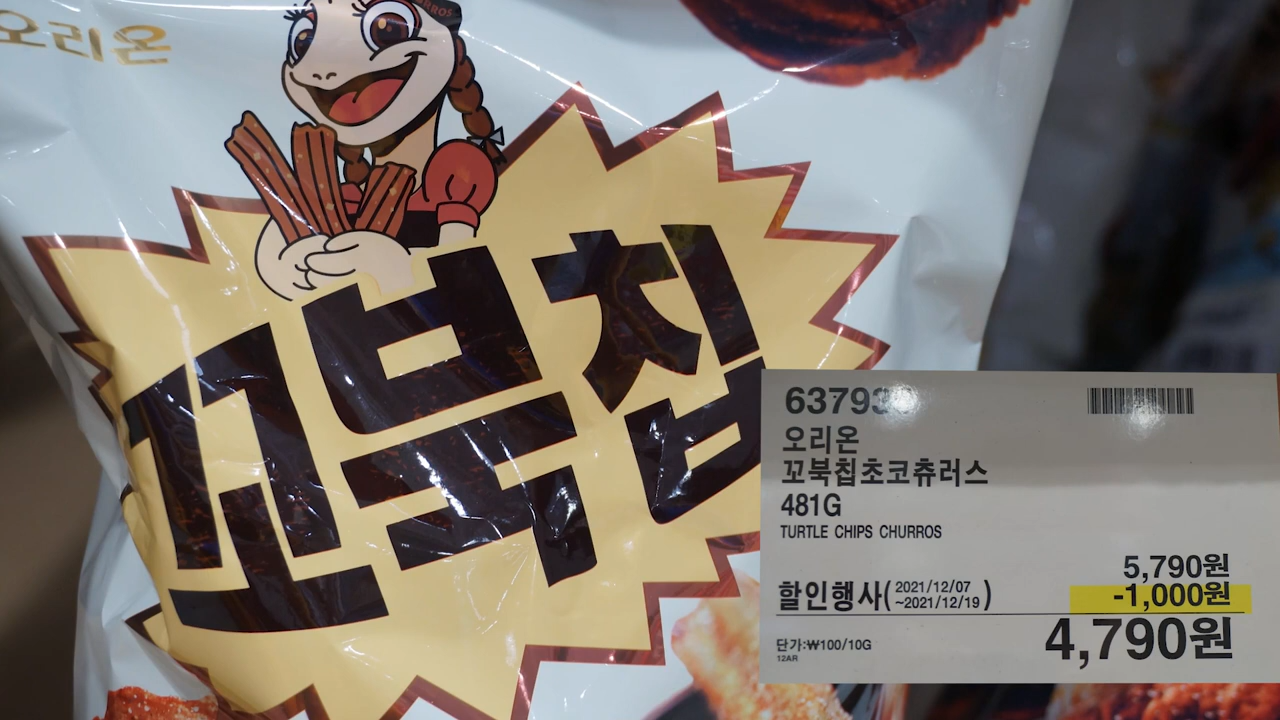 오리온
꼬북칩
오리온
꼬북칩초코츄러스
481G
TURTLE CHIPS CHURROS
5,790원
할인행사(2021/12/07
~2021/12/19)
-1,000원
4,790원
단가:₩100/10G
12AR